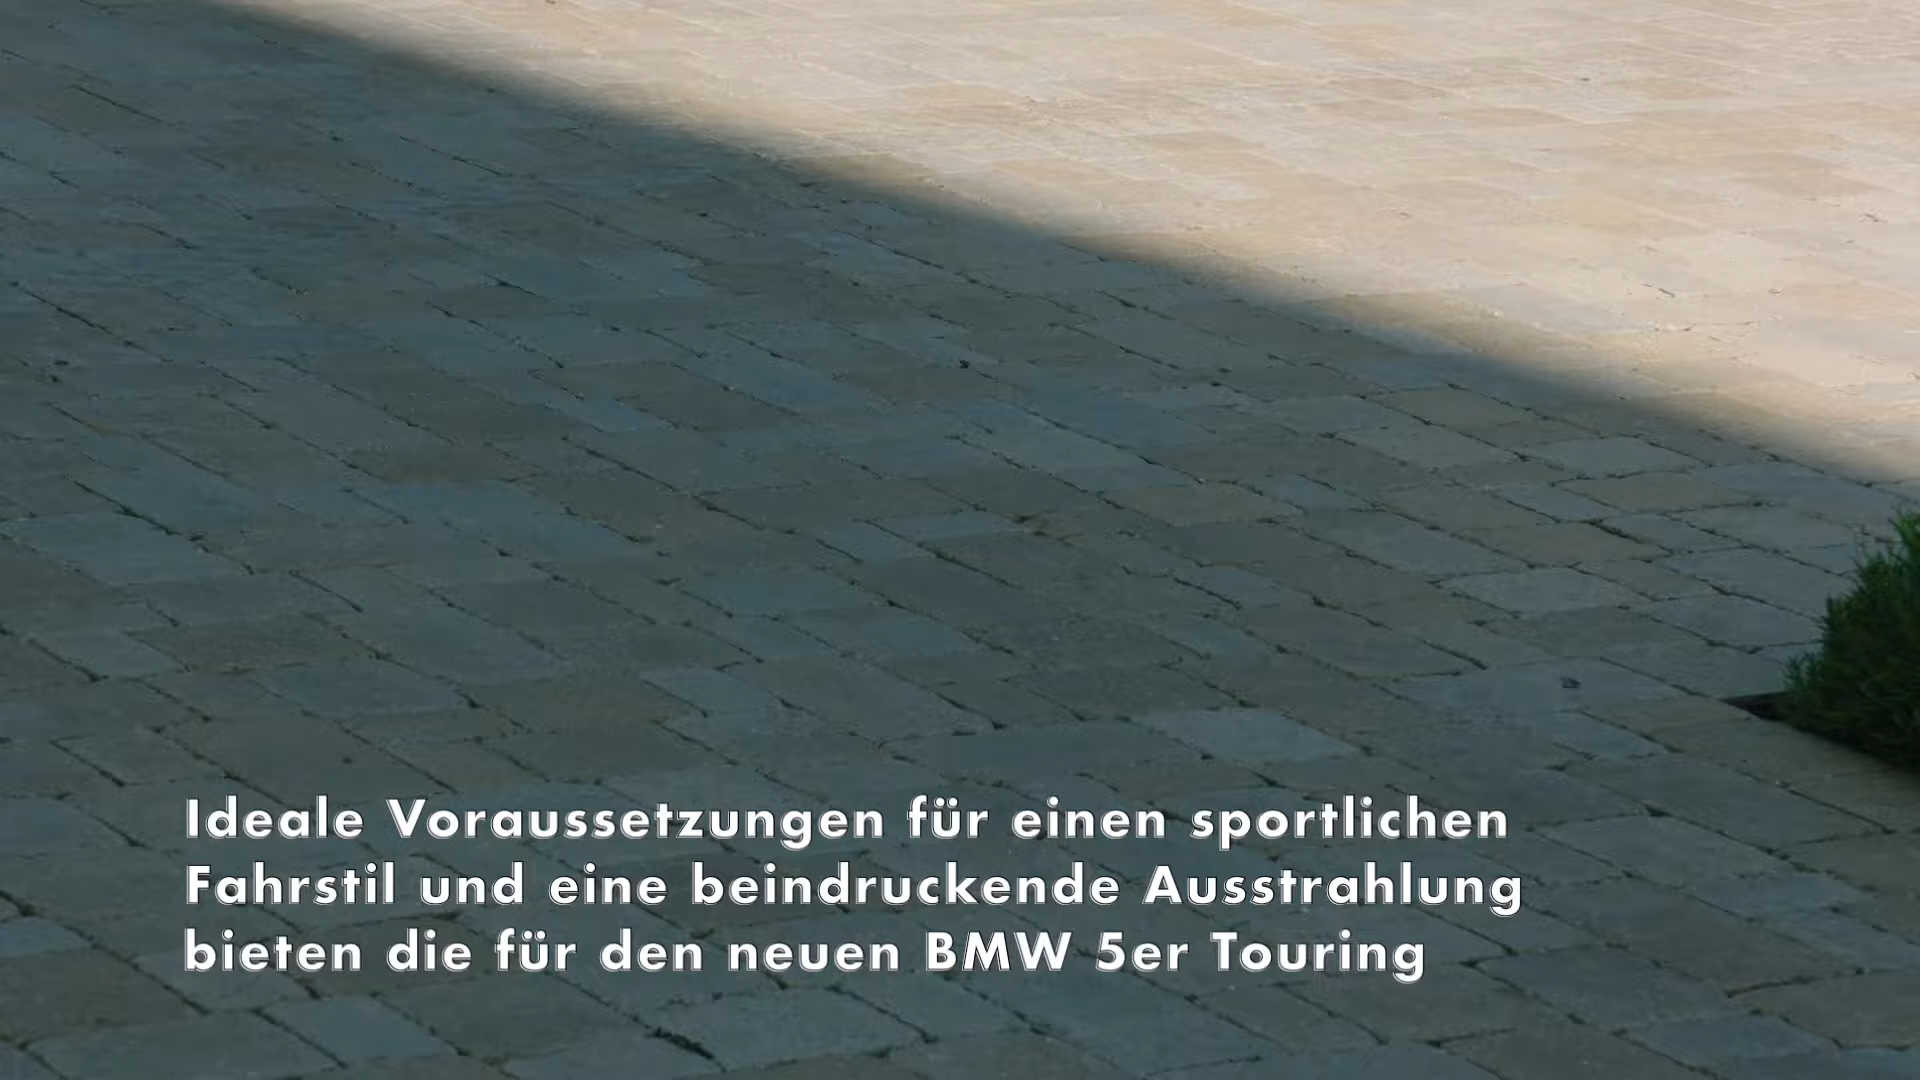 Ideale Voraussetzungen für einen sportlichen
Fahrstil und eine beindruckende Ausstrahlung
bieten die für den neuen BMW 5er Touring